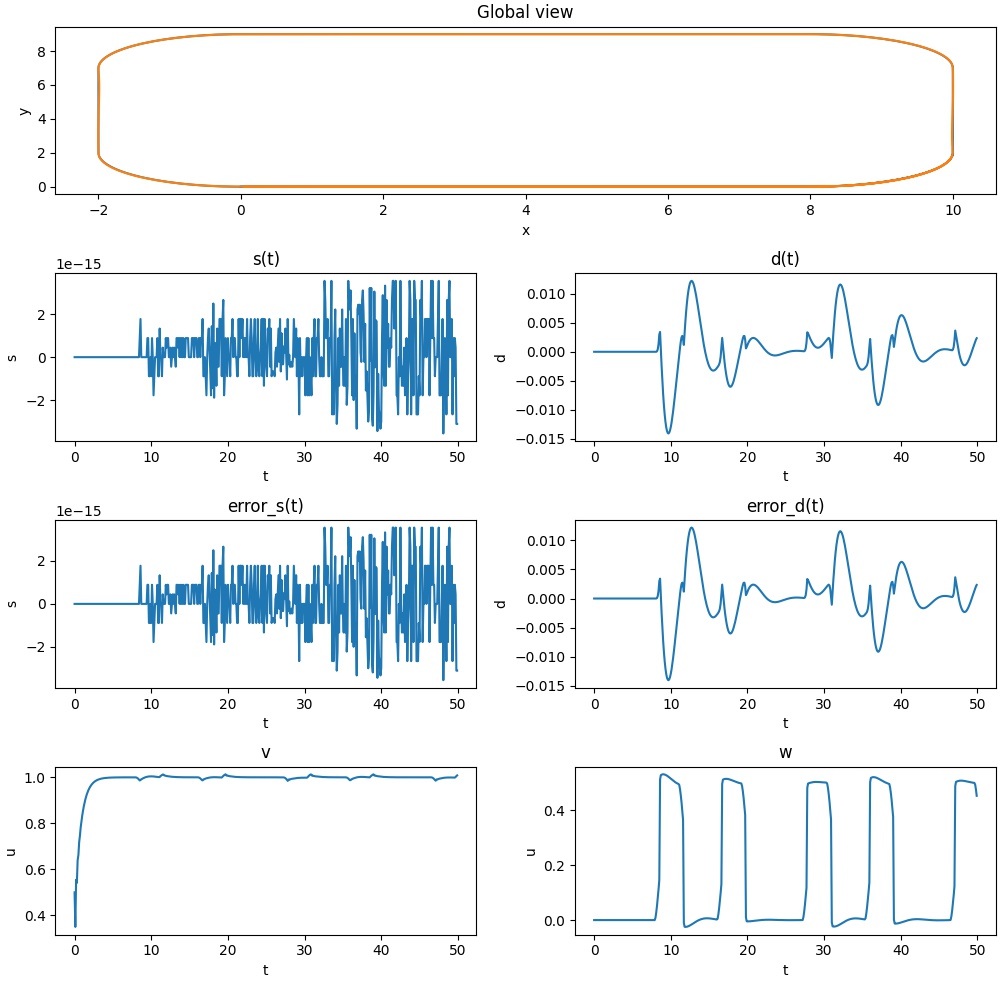 Global view
8
6
4
2
0
y
−2 0 2 4 6 8 10
x
s(t)
1e−15
2
0
−2
s
0 10 20 30 40 50
t
d(t)
0.010
0.005
0.000
−0.005
−0.010
−0.015
d
0 10 20 30 40 50
t
error_s(t)
1e−15
2
0
−2
s
0 10 20 30 40 50
t
error_d(t)
0.010
0.005
0.000
−0.005
−0.010
−0.015
d
0 10 20 30 40 50
t
v
1.0
0.8
0.6
0.4
u
0 10 20 30 40 50
t
w
0.4
0.2
0.0
u
0 10 20 30 40 50
t